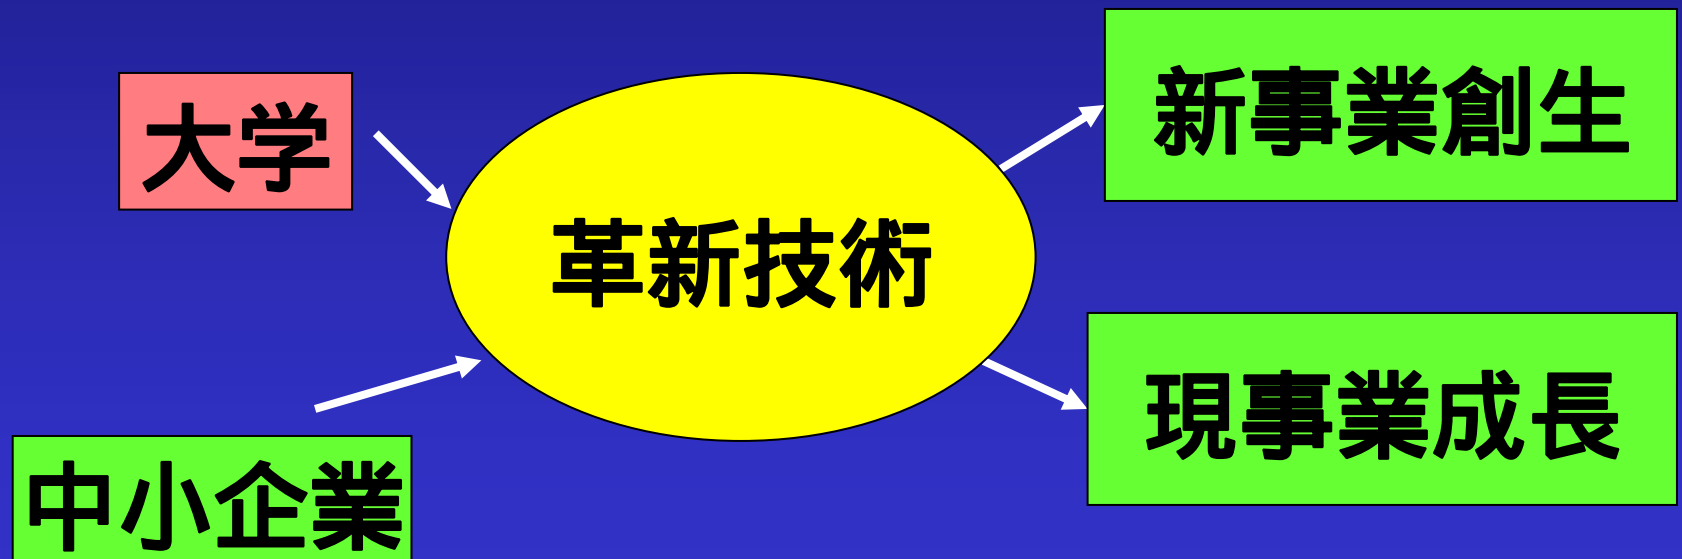 大学
中小企業
革新技術
新事業創生
現事業成長